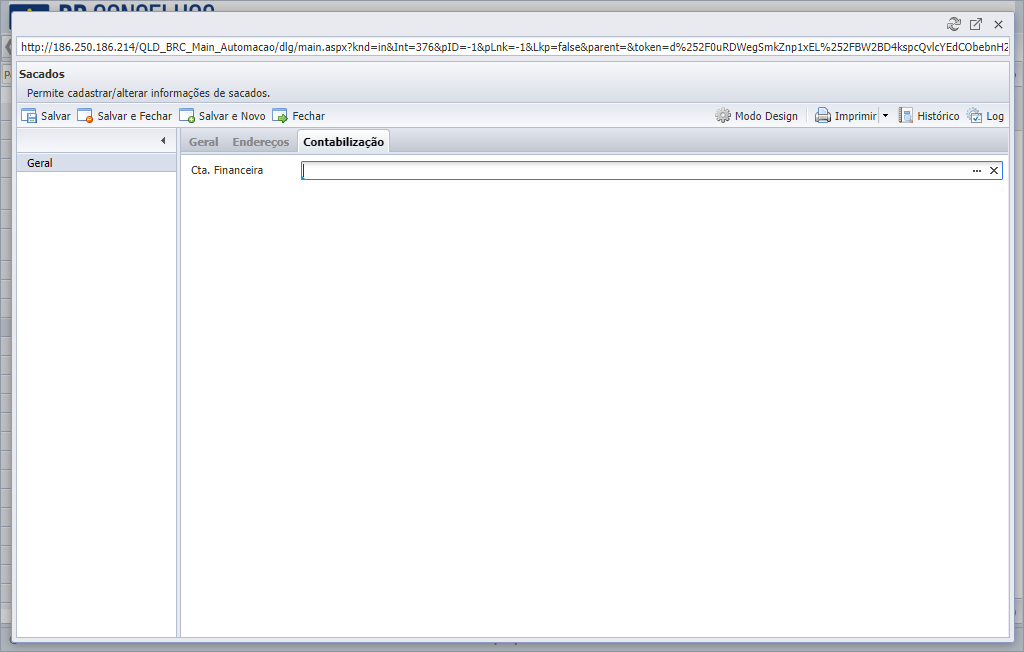 http://186.250.186.214/QLD_BRC_Main_Automacao/dlg/main.aspx?knd=in&Int=376&pID=-1&pLnk=-1&Lkp=false&parent=&token=d%252F0uRDWegSmkZnp1xEL%252FBW2BD4kspcQvlcYEdCObebnH2
Sacados
Permite cadastrar/alterar informações de sacados.
Salvar Salvar e Fechar Salvar e Novo Fechar Modo Design Imprimir Histórico Log
Geral
Geral Endereços Contabilização
Cta. Financeira